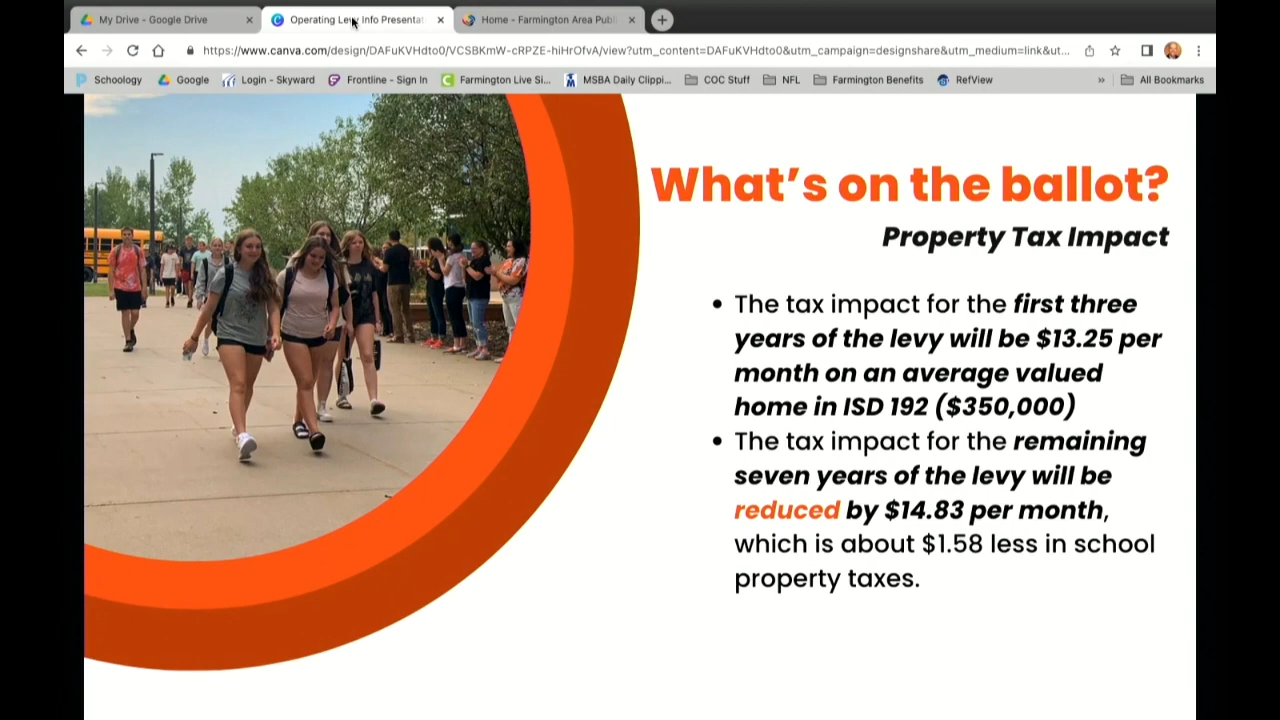 My Drive - Google Drive
Operating Levy Info Presentat
Home - Farmington Area Publ
https://www.canva.com/design/DAFuKVHdto0/VCSBKmW-cRPZE-hiHrOfvA/view?utm_content=DAFuKVHdto0&utm_campaign=designshare&utm_medium=link&ut...
Schoology
Google
Login - Skyward
Frontline - Sign In
Farmington Live Si...
MSBA Daily Clippi...
COC Stuff
NFL
Farmington Benefits
RefView
»
All Bookmarks
What's on the ballot?
Property Tax Impact
• The tax impact for the first three
years of the levy will be $13.25 per
month on an average valued
home in ISD 192 ($350,000)
• The tax impact for the remaining
seven years of the levy will be
reduced by $14.83 per month,
which is about $1.58 less in school
property taxes.